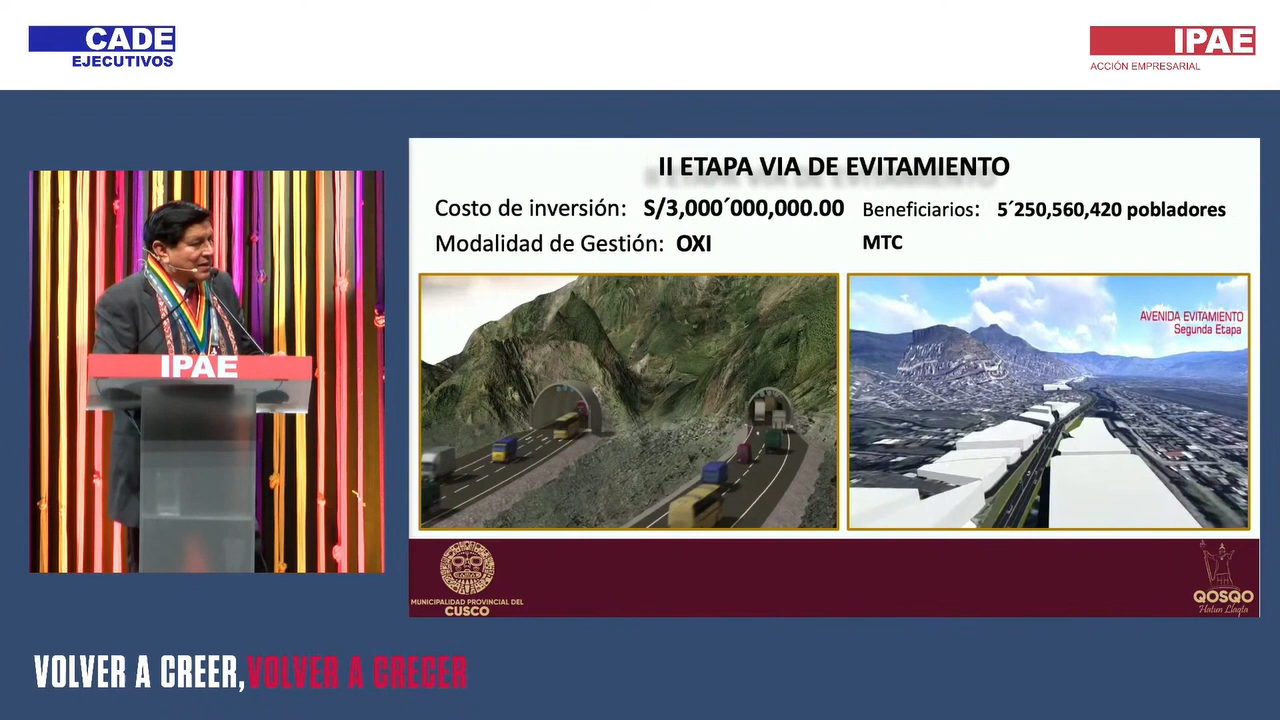 CADE
EJECUTIVOS
IPAE
ACCIÓN EMPRESARIAL
II ETAPA VIA DE EVITAMIENTO
Costo de inversión: S/3,000´000,000.00 Beneficiarios: 5´250,560,420 pobladores
Modalidad de Gestión: OXI MTC
AVENIDA EVITAMIENTO
Segunda Etapa
IPAE
MUNICIPALIDAD PROVINCIAL DEL
CUSCO
QOSQO
Hatun Llaqta
VOLVER A CREER, VOLVER A CRECER